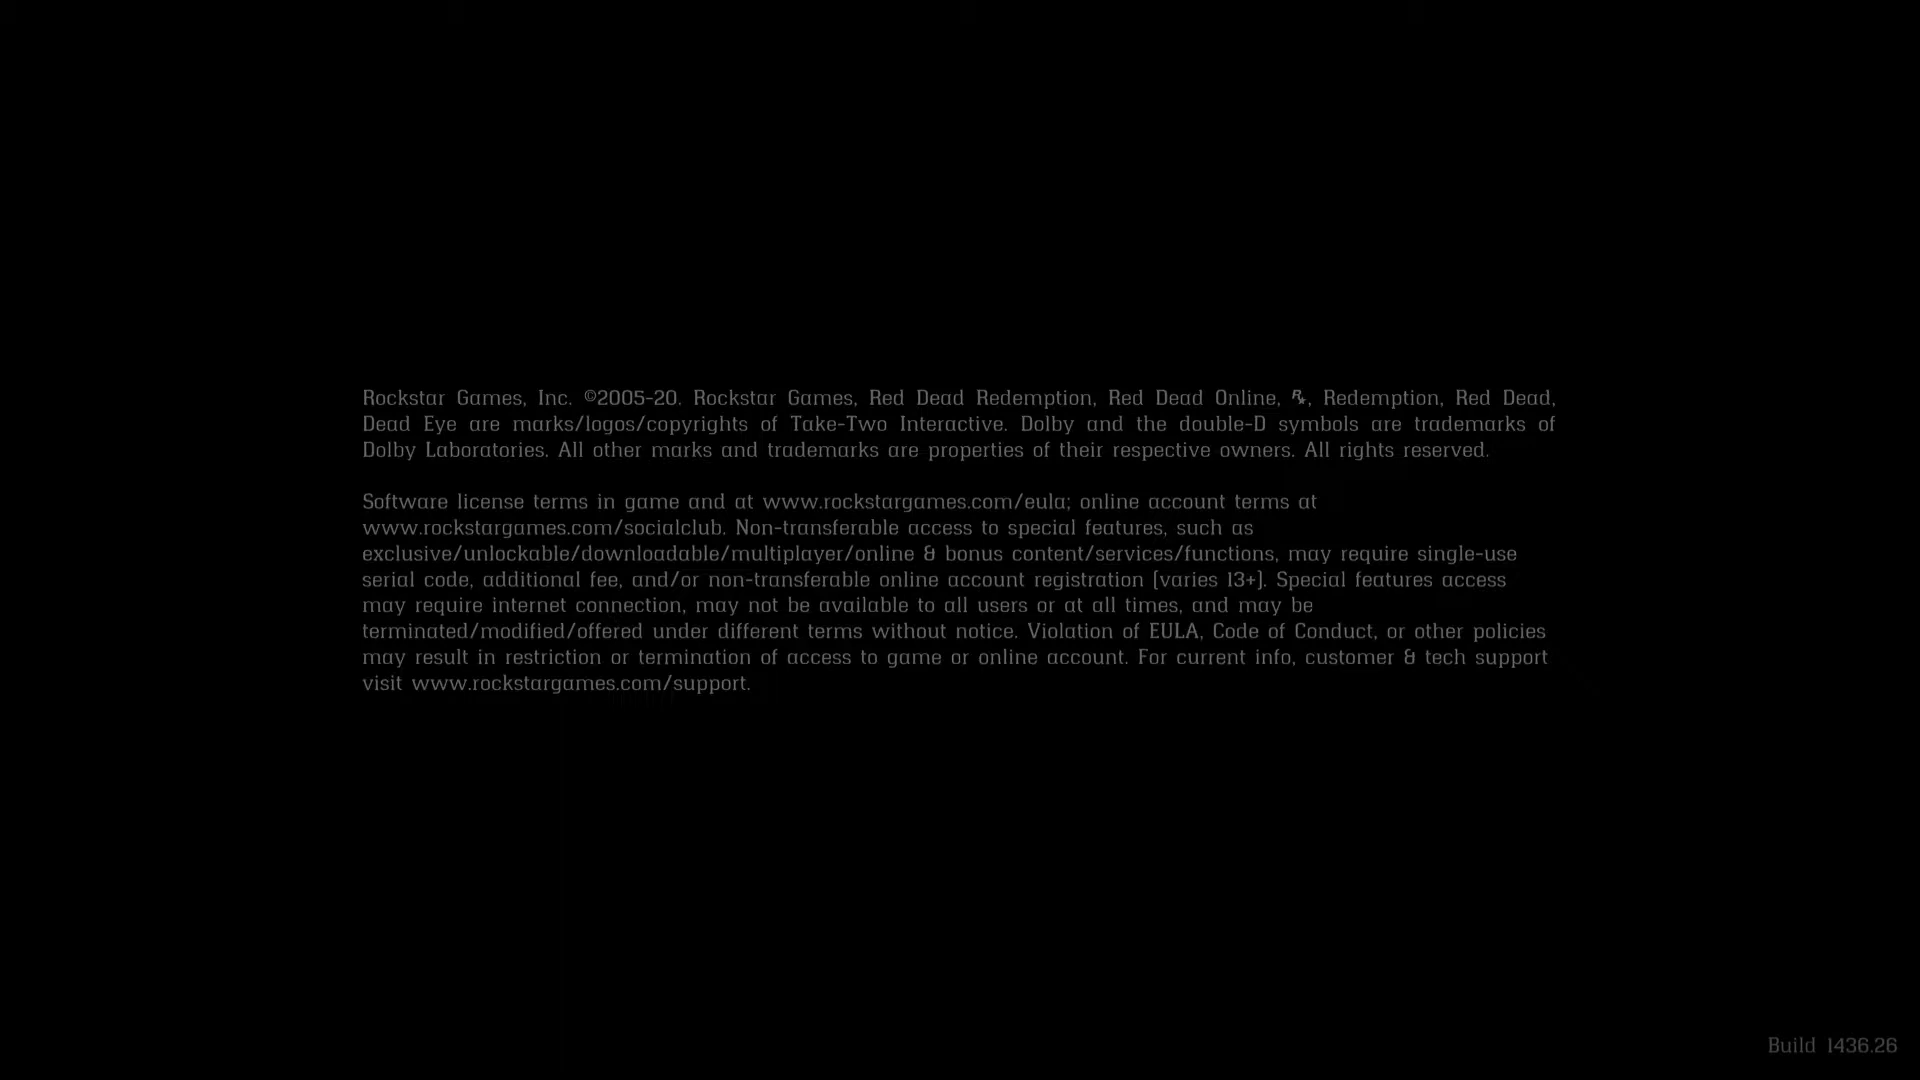 Rockstar Games, Inc. ©2005-20. Rockstar Games, Red Dead Redemption, Red Dead Online, R★, Redemption, Red Dead,
Dead Eye are marks/logos/copyrights of Take-Two Interactive. Dolby and the double-D symbols are trademarks of
Dolby Laboratories. All other marks and trademarks are properties of their respective owners. All rights reserved.
Software license terms in game and at www.rockstargames.com/eula; online account terms at
www.rockstargames.com/socialclub. Non-transferable access to special features, such as
exclusive/unlockable/downloadable/multiplayer/online & bonus content/services/functions, may require single-use
serial code, additional fee, and/or non-transferable online account registration (varies 13+). Special features access
may require internet connection, may not be available to all users or at all times, and may be
terminated/modified/offered under different terms without notice. Violation of EULA, Code of Conduct, or other policies
may result in restriction or termination of access to game or online account. For current info, customer & tech support
visit www.rockstargames.com/support.
Build 1436.26